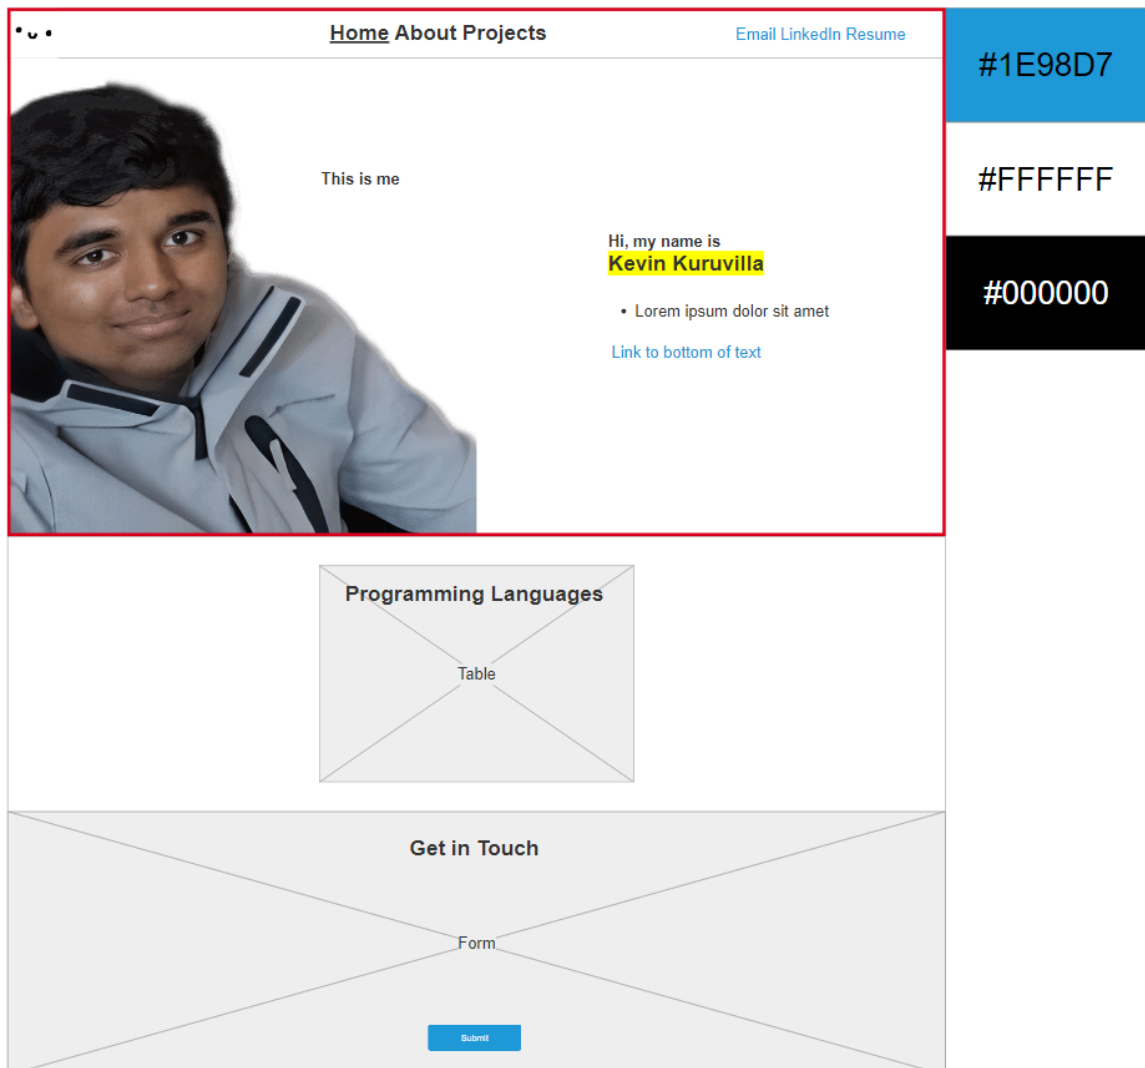 Home About Projects
Email LinkedIn Resume
#1E98D7
#FFFFFF
#000000
This is me
Hi, my name is
Kevin Kuruvilla
• Lorem ipsum dolor sit amet
Link to bottom of text
Programming Languages
Table
Get in Touch
Form
Submit